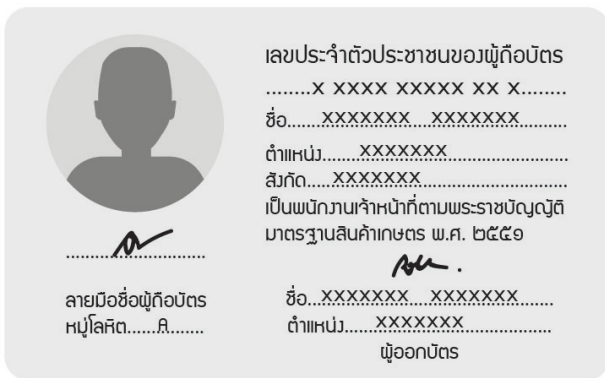 เลขประจำตัวประชาชนของผู้ถือบัตร
........X XXXX XXXXX XX X........
ชื่อ......XXXXXXX....XXXXXXX..........
ตำแหน่ง.......XXXXXXX......................
สังกัด.....XXXXXXX...........................
เป็นพนักงานเจ้าหน้าที่ตามพระราชบัญญัติ
มาตรฐานสินค้าเกษตร พ.ศ. ๒๕๕๑
ชื่อ...XXXXXXX....XXXXXXX......
ตำแหน่ง.....XXXXXXX.................
ผู้ออกบัตร
ลายมือชื่อผู้ถือบัตร
หมู่โลหิต.......A........